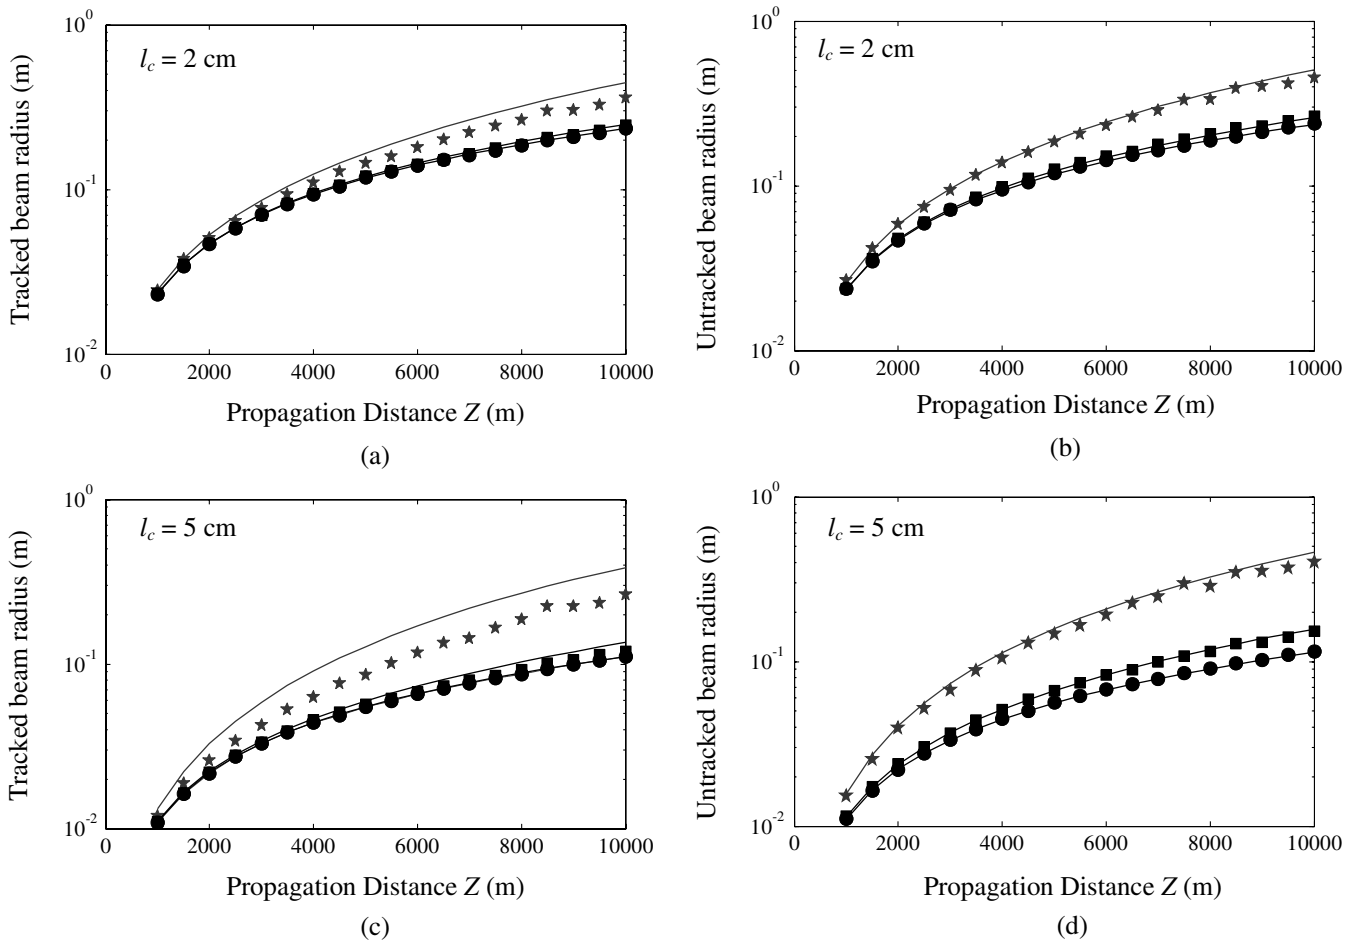 10^0
l_c = 2 cm
10^-1
10^-2
Tracked beam radius (m)
0 2000 4000 6000 8000 10000
Propagation Distance Z (m)
(a)
10^0
l_c = 2 cm
10^-1
10^-2
Untracked beam radius (m)
0 2000 4000 6000 8000 10000
Propagation Distance Z (m)
(b)
10^0
l_c = 5 cm
10^-1
10^-2
Tracked beam radius (m)
0 2000 4000 6000 8000 10000
Propagation Distance Z (m)
(c)
10^0
l_c = 5 cm
10^-1
10^-2
Untracked beam radius (m)
0 2000 4000 6000 8000 10000
Propagation Distance Z (m)
(d)